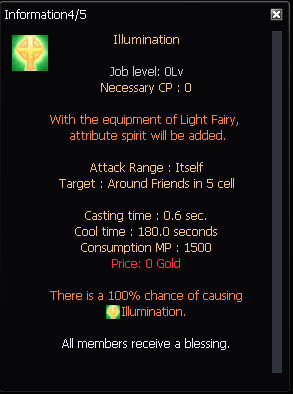 Information4/5
Illumination
Job level: 0Lv
Necessary CP : 0
With the equipment of Light Fairy,
attribute spirit will be added.
Attack Range : Itself
Target : Around Friends in 5 cell
Casting time : 0.6 sec.
Cool time : 180.0 seconds
Consumption MP : 1500
Price: 0 Gold
There is a 100% chance of causing
Illumination.
All members receive a blessing.